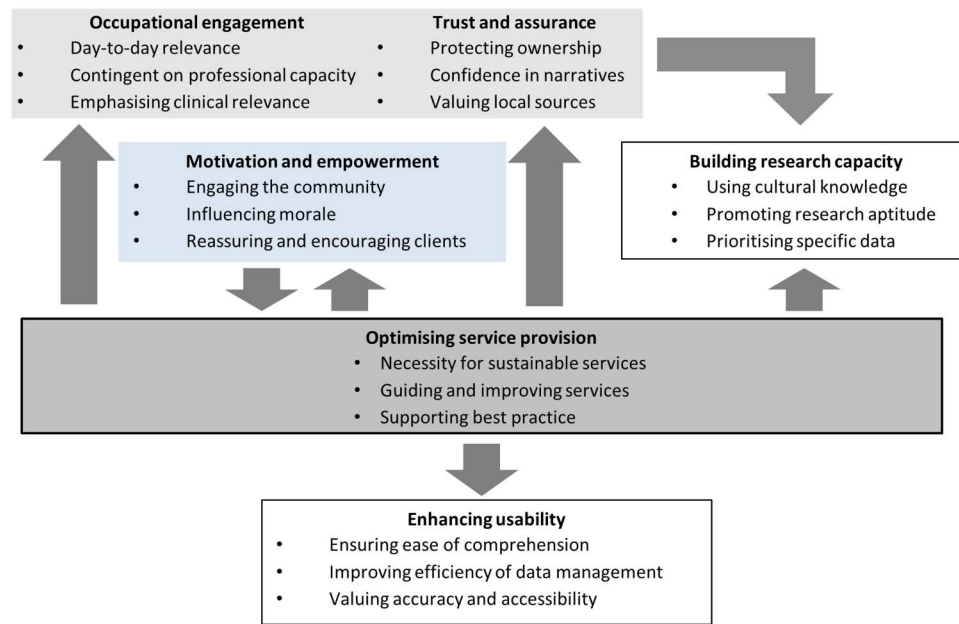 Occupational engagement
• Day-to-day relevance
• Contingent on professional capacity
• Emphasising clinical relevance
Trust and assurance
• Protecting ownership
• Confidence in narratives
• Valuing local sources
Motivation and empowerment
• Engaging the community
• Influencing morale
• Reassuring and encouraging clients
Building research capacity
• Using cultural knowledge
• Promoting research aptitude
• Prioritising specific data
Optimising service provision
• Necessity for sustainable services
• Guiding and improving services
• Supporting best practice
Enhancing usability
• Ensuring ease of comprehension
• Improving efficiency of data management
• Valuing accuracy and accessibility